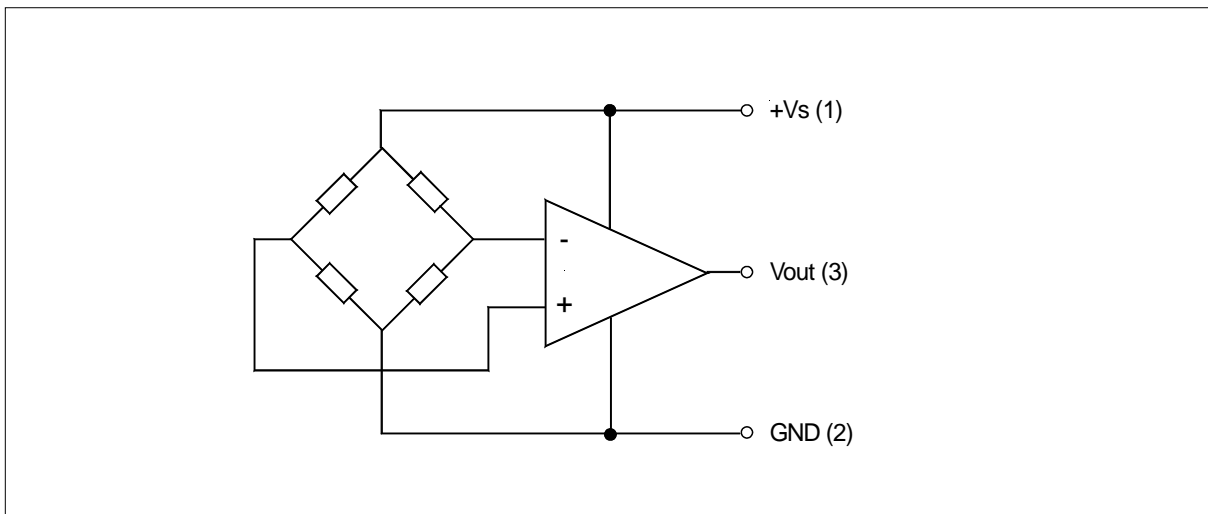 +Vs (1)
-
+
Vout (3)
GND (2)